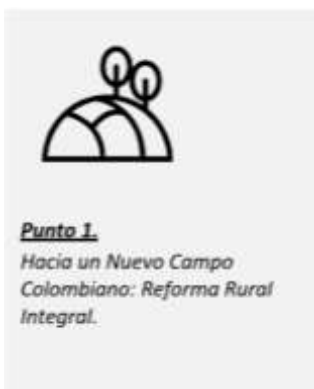 Punto 1.
Hacia un Nuevo Campo
Colombiano: Reforma Rural
Integral.